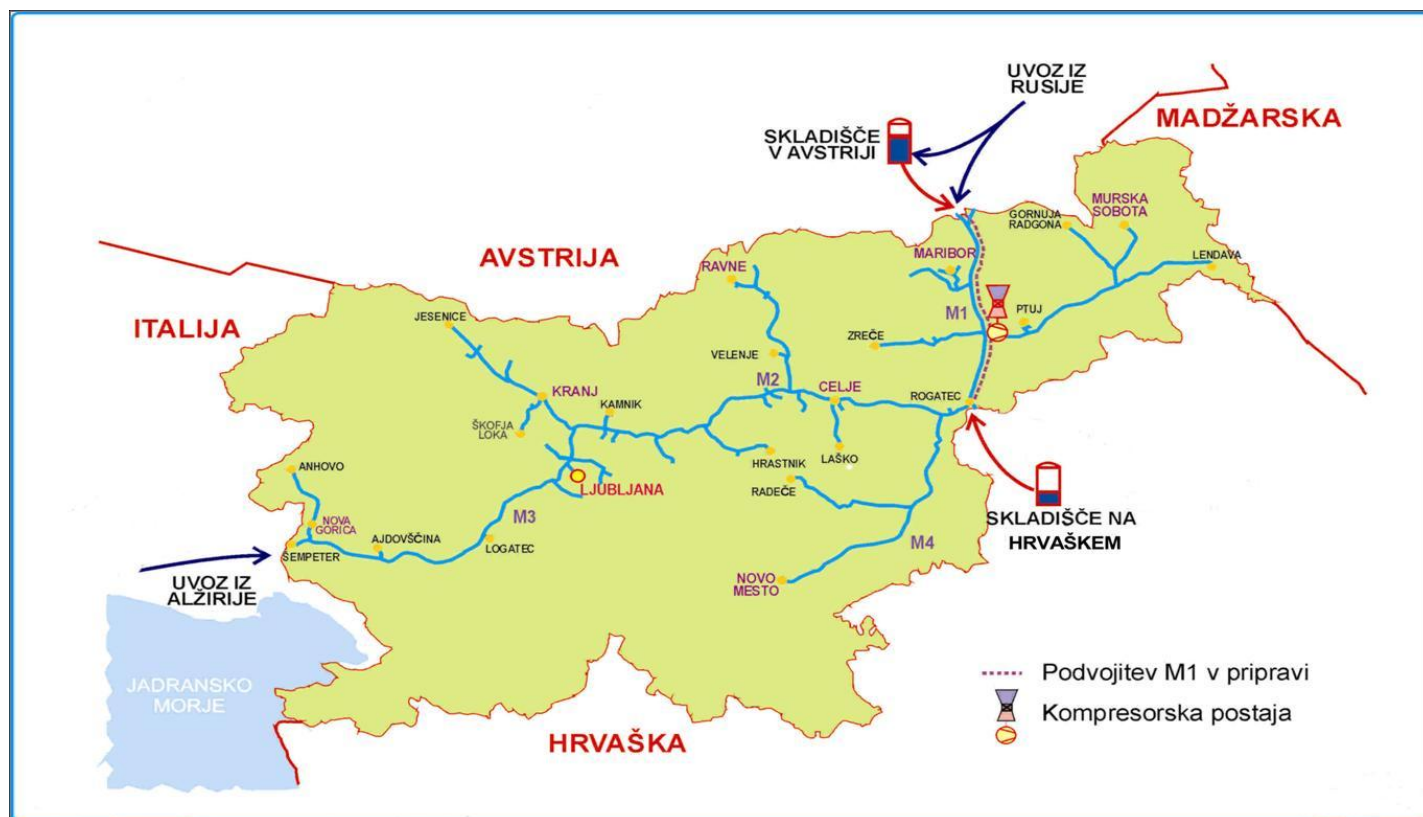 UVOZ IZ
RUSIJE
MADŽARSKA
SKLADIŠČE
V AVSTRIJI
MURSKA
SOBOTA
GORNUJA
RADGONA
AVSTRIJA
RAVNE
MARIBOR
LENDAVA
ITALIJA
JESENICE
M1
PTUJ
ZREČE
VELENJE
M2
CELJE
KRANJ
KAMNIK
ROGATEC
ŠKOFJA
LOKA
HRASTNIK
LAŠKO
ANHOVO
LJUBLJANA
RADEČE
NOVA
GORICA
M3
SKLADIŠČE NA
HRVAŠKEM
AJDOVŠČINA
LOGATEC
M4
ŠEMPETER
UVOZ IZ
ALŽIRIJE
NOVO
MESTO
JADRANSKO
MORJE
Podvojitev M1 v pripravi
Kompresorska postaja
HRVAŠKA